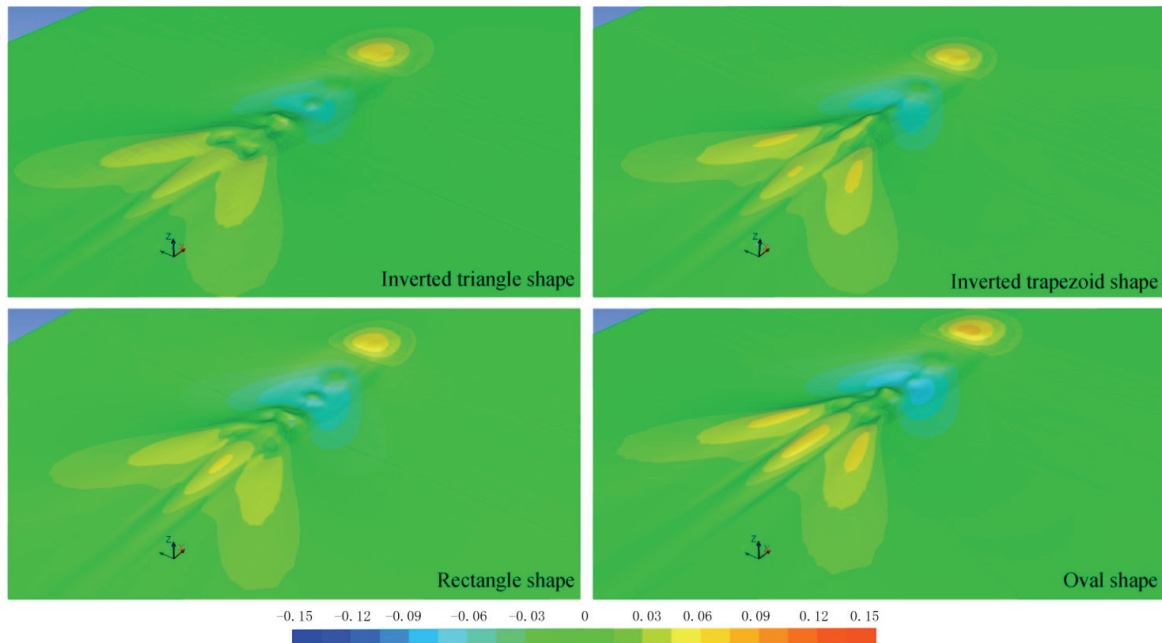 Z
Inverted triangle shape
Z
Inverted trapezoid shape
Z
Rectangle shape
Z
Oval shape
-0.15 -0.12 -0.09 -0.06 -0.03 0 0.03 0.06 0.09 0.12 0.15